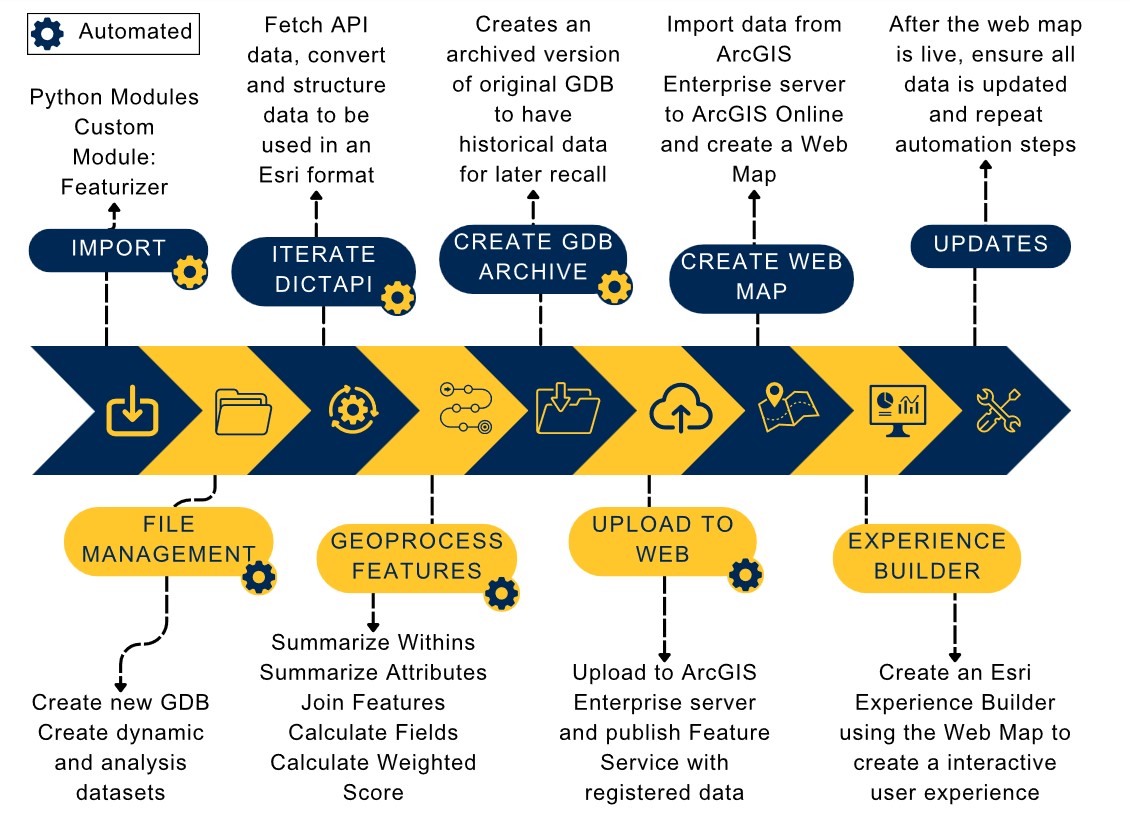 Automated
Python Modules
Custom
Module:
Featurizer
IMPORT
Fetch API
data, convert
and structure
data to be
used in an
Esri format
ITERATE
DICTAPI
Creates an
archived version
of original GDB
to have
historical data
for later recall
CREATE GDB
ARCHIVE
Import data from
ArcGIS
Enterprise server
to ArcGIS Online
and create a Web
Map
CREATE WEB
MAP
After the web map
is live, ensure all
data is updated
and repeat
automation steps
UPDATES
FILE
MANAGEMENT
Create new GDB
Create dynamic
and analysis
datasets
GEOPROCESS
FEATURES
Summarize Withins
Summarize Attributes
Join Features
Calculate Fields
Calculate Weighted
Score
UPLOAD TO
WEB
Upload to ArcGIS
Enterprise server
and publish Feature
Service with
registered data
EXPERIENCE
BUILDER
Create an Esri
Experience Builder
using the Web Map to
create a interactive
user experience